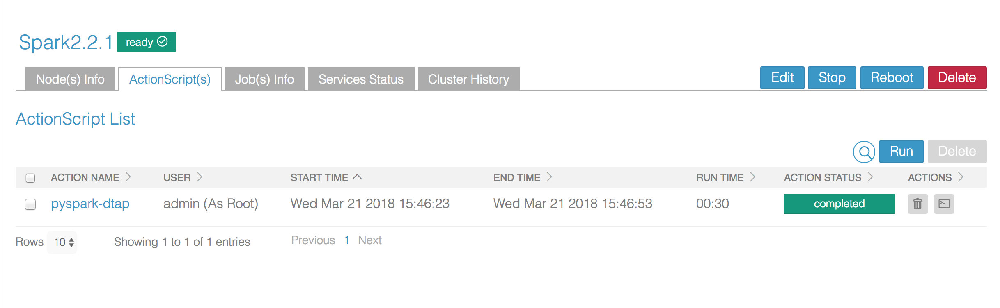 Spark2.2.1 ready
Node(s) Info ActionScript(s) Job(s) Info Services Status Cluster History Edit Stop Reboot Delete
ActionScript List
Run Delete
ACTION NAME USER START TIME END TIME RUN TIME ACTION STATUS ACTIONS
pyspark-dtap admin (As Root) Wed Mar 21 2018 15:46:23 Wed Mar 21 2018 15:46:53 00:30 completed
Rows 10 Showing 1 to 1 of 1 entries Previous 1 Next